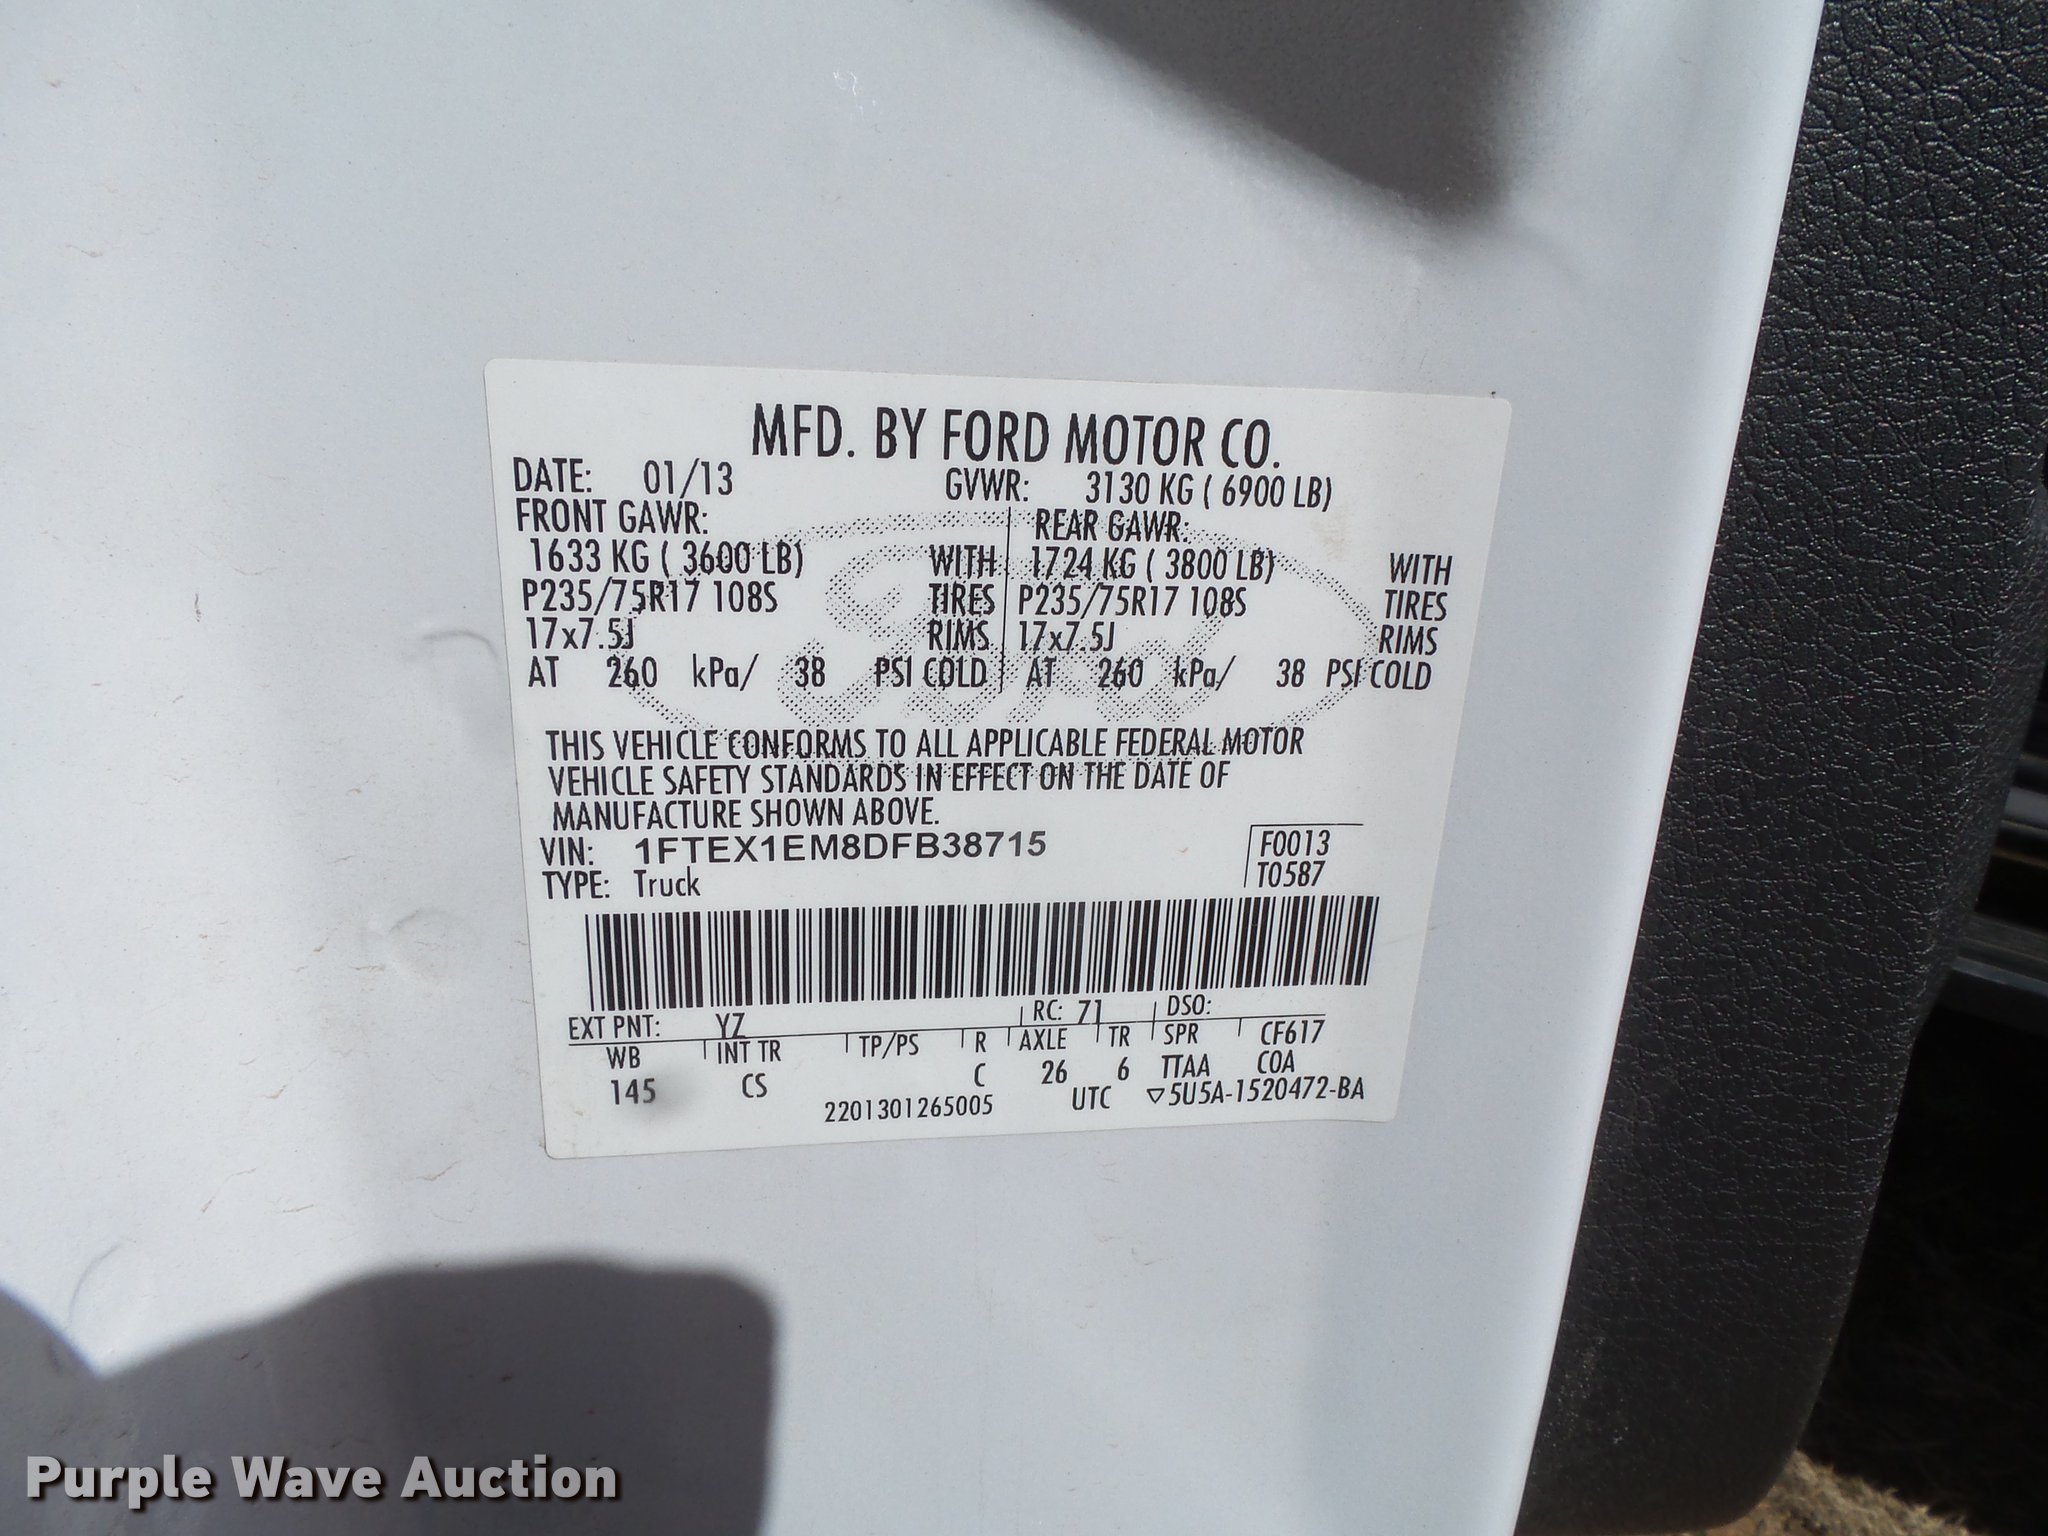 MFD. BY FORD MOTOR CO.
DATE: 01/13 GVWR: 3130 KG ( 6900 LB)
FRONT GAWR: REAR GAWR:
1633 KG ( 3600 LB) WITH 1724 KG ( 3800 LB) WITH
P235/75R17 108S TIRES P235/75R17 108S TIRES
17x7.5J RIMS 17x7.5J RIMS
AT 260 kPa/ 38 PSI COLD AT 260 kPa/ 38 PSI COLD
Ford
THIS VEHICLE CONFORMS TO ALL APPLICABLE FEDERAL MOTOR
VEHICLE SAFETY STANDARDS IN EFFECT ON THE DATE OF
MANUFACTURE SHOWN ABOVE.
VIN: 1FTEX1EM8DFB38715 F0013
TYPE: Truck T0587
EXT PNT: YZ RC: 71 DSO:
WB INT TR TP/PS R AXLE TR SPR CF617
145 CS C 26 6 TTAA COA
2201301265005 UTC ▽5U5A-1520472-BA
Purple Wave Auction